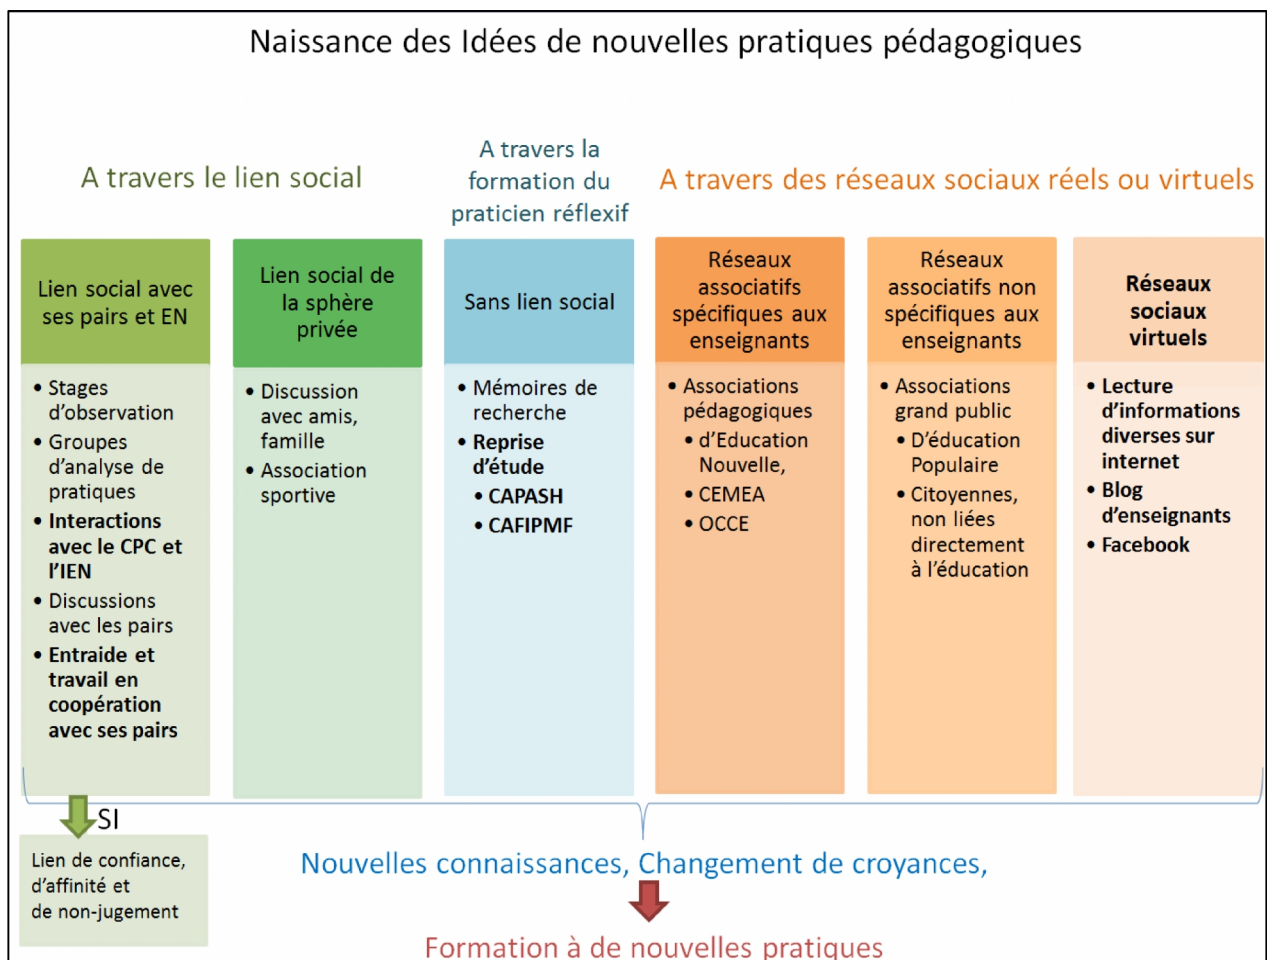 Naissance des Idées de nouvelles pratiques pédagogiques
A travers le lien social
A travers la
formation du
praticien réflexif
A travers des réseaux sociaux réels ou virtuels
Lien social avec
ses pairs et EN
• Stages
d'observation
• Groupes
d'analyse de
pratiques
• Interactions
avec le CPC et
l'IEN
• Discussions
avec les pairs
• Entraide et
travail en
coopération
avec ses pairs
Lien social de
la sphère
privée
• Discussion
avec amis,
famille
• Association
sportive
Sans lien social
• Mémoires de
recherche
• Reprise
d'étude
• CAPASH
• CAFIPMF
Réseaux
associatifs
spécifiques aux
enseignants
• Associations
pédagogiques
• d'Education
Nouvelle,
• CEMEA
• OCCE
Réseaux
associatifs non
spécifiques aux
enseignants
• Associations
grand public
• D'éducation
Populaire
• Citoyennes,
non liées
directement
à l'éducation
Réseaux
sociaux
virtuels
• Lecture
d'informations
diverses sur
internet
• Blog
d'enseignants
• Facebook
SI
Lien de confiance,
d'affinité et
de non-jugement
Nouvelles connaissances, Changement de croyances,
Formation à de nouvelles pratiques